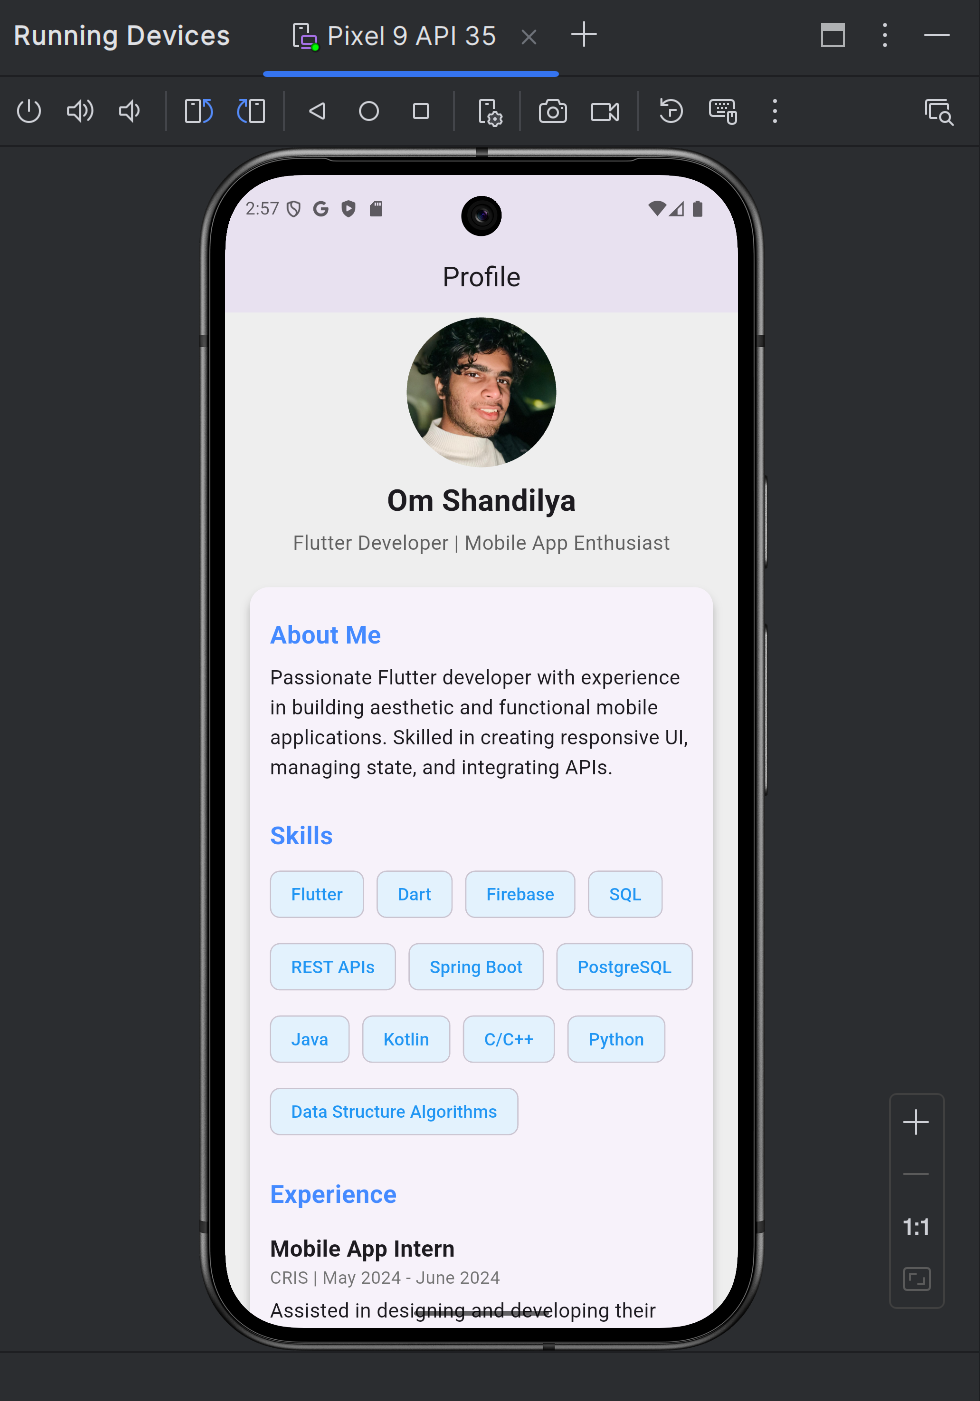 Running Devices
Pixel 9 API 35
2:57
Profile
Om Shandilya
Flutter Developer | Mobile App Enthusiast
About Me
Passionate Flutter developer with experience
in building aesthetic and functional mobile
applications. Skilled in creating responsive UI,
managing state, and integrating APIs.
Skills
Flutter Dart Firebase SQL
REST APIs Spring Boot PostgreSQL
Java Kotlin C/C++ Python
Data Structure Algorithms
Experience
Mobile App Intern
CRIS | May 2024 - June 2024
Assisted in designing and developing their
1:1